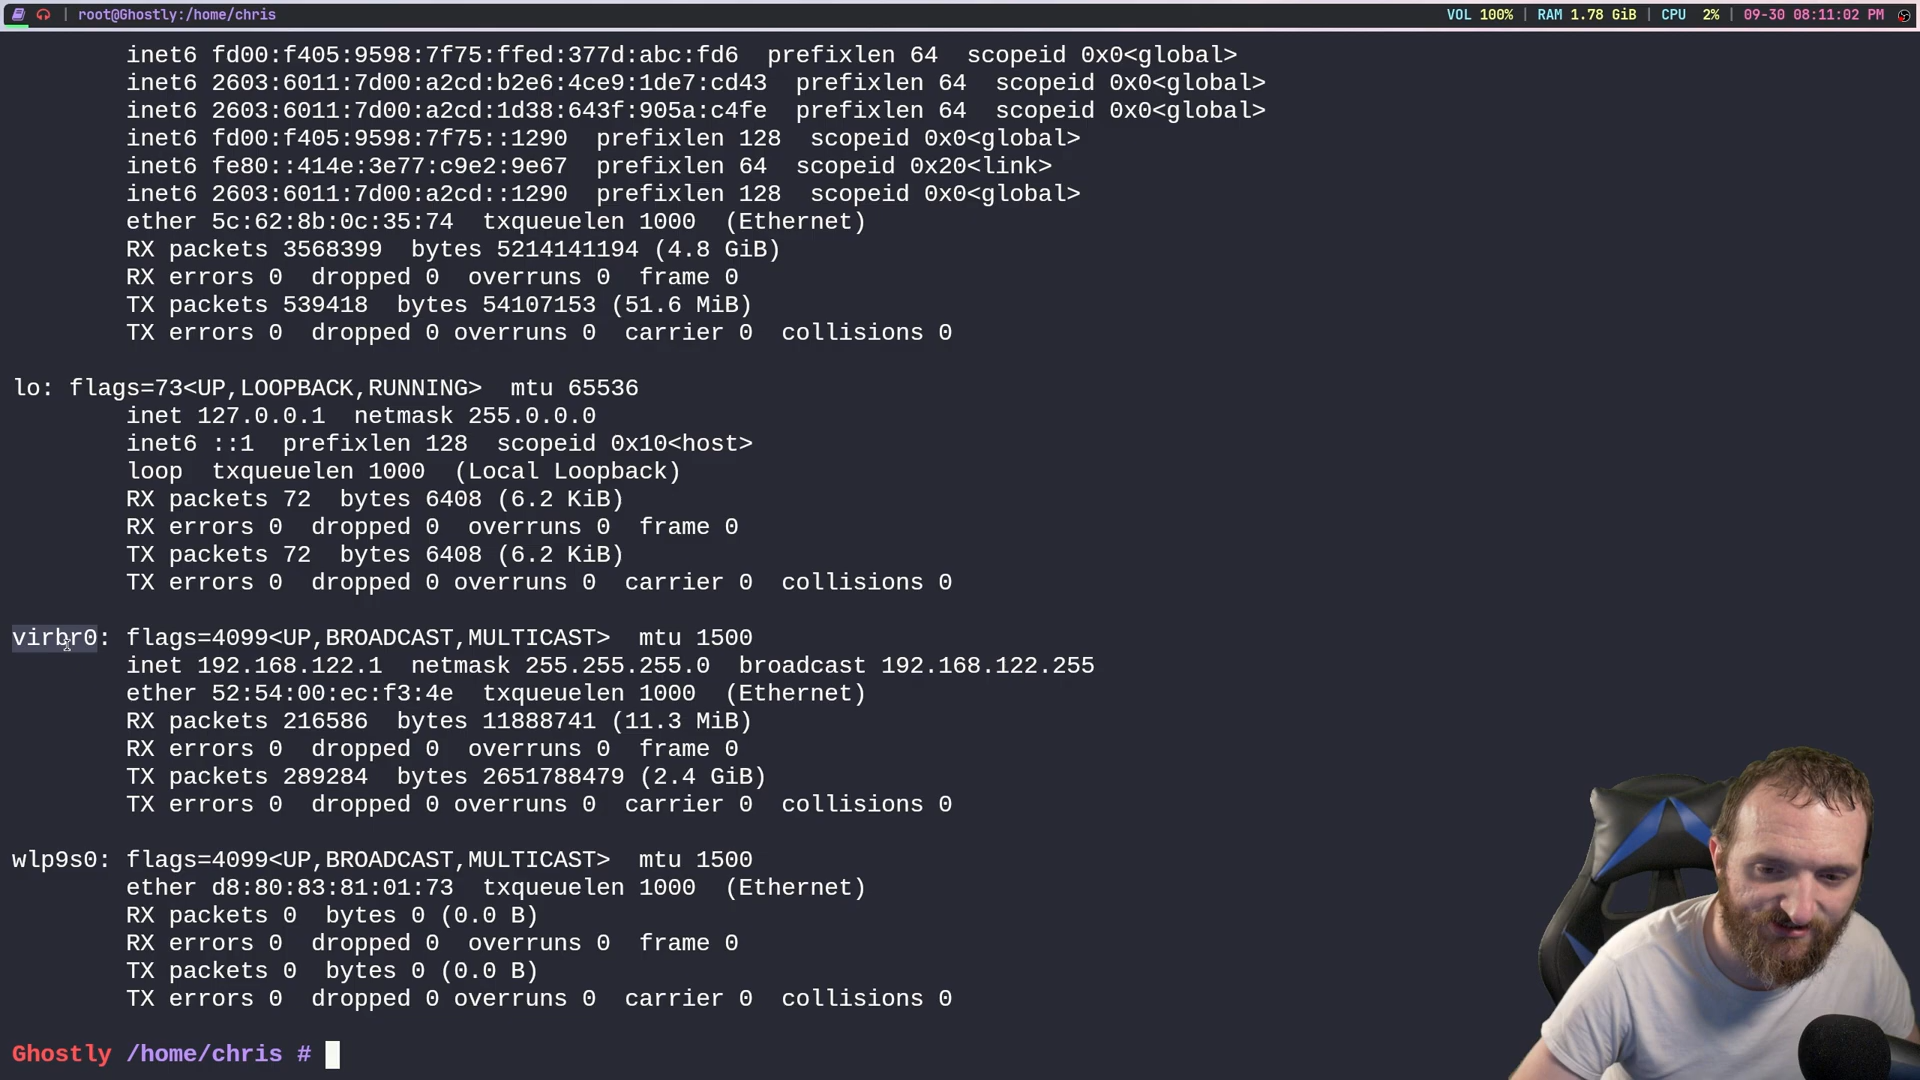 root@Ghostly:/home/chris
VOL 100% | RAM 1.78 GiB | CPU 2% | 09-30 08:11:02 PM
inet6 fd00:f405:9598:7f75:ffed:377d:abc:fd6 prefixlen 64 scopeid 0x0<global>
inet6 2603:6011:7d00:a2cd:b2e6:4ce9:1de7:cd43 prefixlen 64 scopeid 0x0<global>
inet6 2603:6011:7d00:a2cd:1d38:643f:905a:c4fe prefixlen 64 scopeid 0x0<global>
inet6 fd00:f405:9598:7f75::1290 prefixlen 128 scopeid 0x0<global>
inet6 fe80::414e:3e77:c9e2:9e67 prefixlen 64 scopeid 0x20<link>
inet6 2603:6011:7d00:a2cd::1290 prefixlen 128 scopeid 0x0<global>
ether 5c:62:8b:0c:35:74 txqueuelen 1000 (Ethernet)
RX packets 3568399 bytes 5214141194 (4.8 GiB)
RX errors 0 dropped 0 overruns 0 frame 0
TX packets 539418 bytes 54107153 (51.6 MiB)
TX errors 0 dropped 0 overruns 0 carrier 0 collisions 0
lo: flags=73<UP,LOOPBACK,RUNNING> mtu 65536
inet 127.0.0.1 netmask 255.0.0.0
inet6 ::1 prefixlen 128 scopeid 0x10<host>
loop txqueuelen 1000 (Local Loopback)
RX packets 72 bytes 6408 (6.2 KiB)
RX errors 0 dropped 0 overruns 0 frame 0
TX packets 72 bytes 6408 (6.2 KiB)
TX errors 0 dropped 0 overruns 0 carrier 0 collisions 0
virbr0: flags=4099<UP,BROADCAST,MULTICAST> mtu 1500
inet 192.168.122.1 netmask 255.255.255.0 broadcast 192.168.122.255
ether 52:54:00:ec:f3:4e txqueuelen 1000 (Ethernet)
RX packets 216586 bytes 11888741 (11.3 MiB)
RX errors 0 dropped 0 overruns 0 frame 0
TX packets 289284 bytes 2651788479 (2.4 GiB)
TX errors 0 dropped 0 overruns 0 carrier 0 collisions 0
wlp9s0: flags=4099<UP,BROADCAST,MULTICAST> mtu 1500
ether d8:80:83:81:01:73 txqueuelen 1000 (Ethernet)
RX packets 0 bytes 0 (0.0 B)
RX errors 0 dropped 0 overruns 0 frame 0
TX packets 0 bytes 0 (0.0 B)
TX errors 0 dropped 0 overruns 0 carrier 0 collisions 0
Ghostly /home/chris #